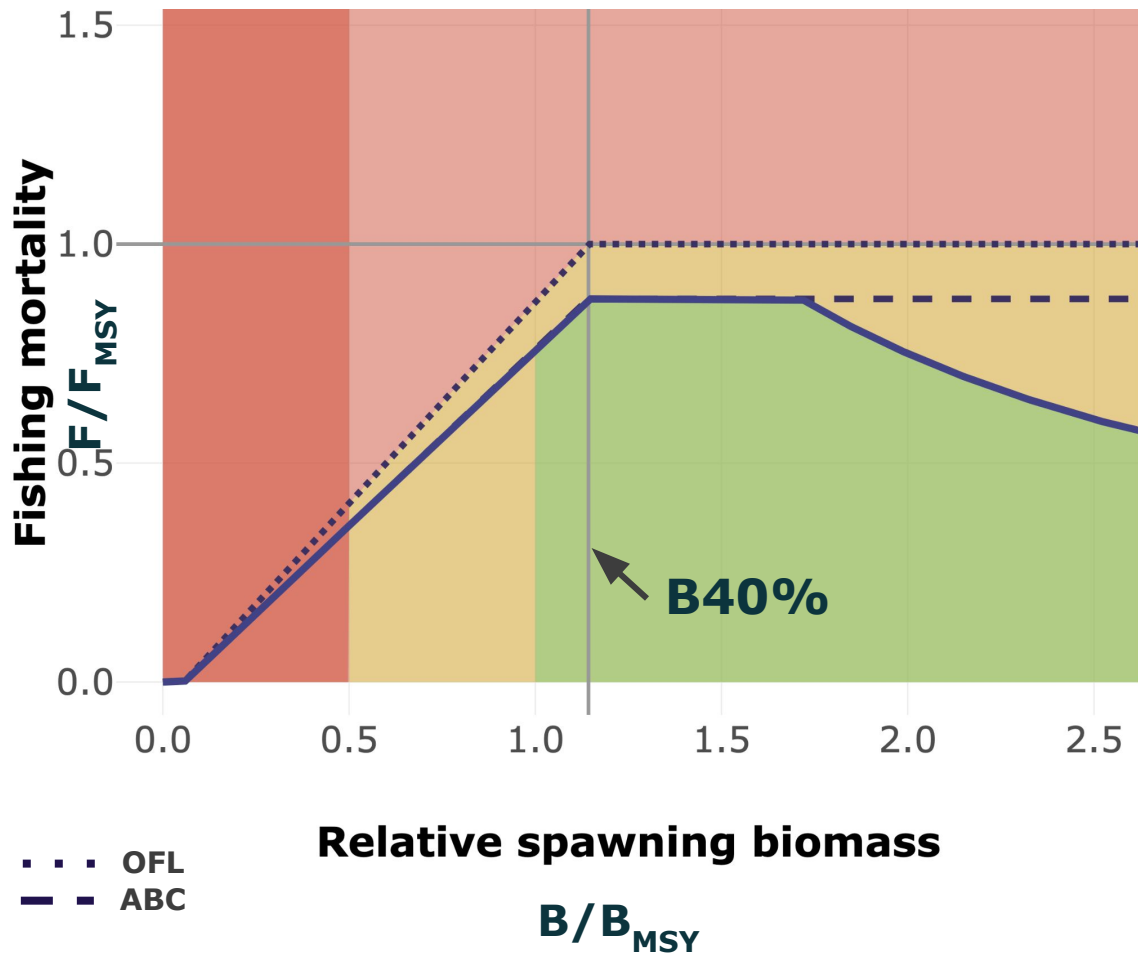 1.5
1.0
0.5
0.0
Fishing mortality
F/FMSY
B40%
0.0 0.5 1.0 1.5 2.0 2.5
Relative spawning biomass
B/BMSY
OFL
ABC